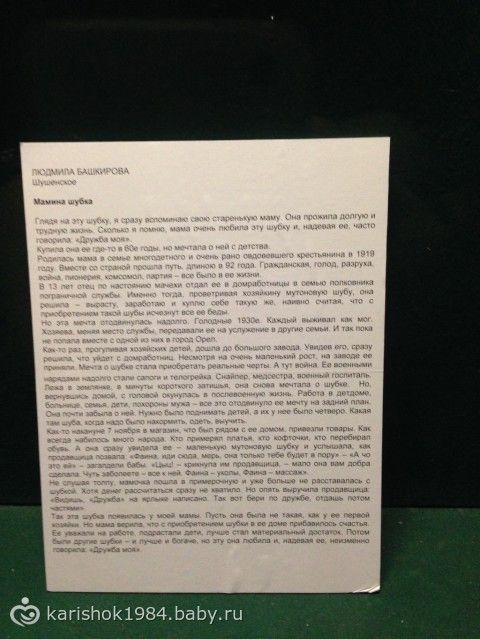 ЛЮДМИЛА БАШКИРОВА
Шушенское
Мамина шубка
Глядя на эту шубку, я сразу вспоминаю свою старенькую маму. Она прожила долгую и
трудную жизнь. Сколько я помню, мама очень любила эту шубку и, надевая ее, часто
говорила: «Дружба моя».
Купила она ее где-то в 60е годы, но мечтала о ней с детства.
Родилась мама в семье многодетного и очень рано овдовевшего крестьянина в 1919
году. Вместе со страной прошла путь, длиною в 92 года. Гражданская, голод, разруха,
война, пионерия, комсомол, партия – все было в ее жизни.
В 13 лет отец по настоянию мачехи отдал ее в домработницы в семью полковника
пограничной службы. Именно тогда, проветривая хозяйкину мутоновую шубу, она
решила – вырасту, заработаю и куплю себе такую же, наивно считая, что с
приобретением такой шубы исчезнут все ее беды.
Но эта мечта отодвинулась надолго. Голодные 1930е. Каждый выживал как мог.
Хозяева, меняя место службы, передавали ее на услужение в другие семьи. И так пока
не попала вместе с одной из них в город Орел.
Как-то раз, прогуливая хозяйских детей, дошла до большого завода. Увидев его, сразу
решила, что уйдет с домработниц. Несмотря на очень маленький рост, на заводе ее
приняли. Мечта о шубке стала приобретать реальные черты. А тут война. Ее военными
нарядами надолго стали сапоги и телогрейка. Снайпер, медсестра, военный госпиталь.
Лежа в землянке, в минуты короткого затишья, она снова мечтала о шубке. Но,
вернувшись домой, с головой окунулась в послевоенную жизнь. Работа в детдоме,
больнице, семья, дети, похороны мужа – все это отодвинуло ее мечту на задний план.
Она почти забыла о ней. Нужно было поднимать детей, а их у нее было четверо. Какая
там шуба, когда надо было накормить, одеть, выучить.
Как-то накануне 7 ноября в магазин, что был рядом с ее домом, привезли товары. Как
всегда набилось много народа. Кто примерял платья, кто кофточки, кто перебирал
обувь. А она сразу увидела ее – маленькую мутоновую шубку и услышала, как
продавщица позвала: «Фаина, иди сюда, мерь, она только тебе будет в пору» – «А чо
это ей» – загалдели бабы. «Цыц! – крикнула им продавщица, – мало она вам добра
сделала. Чуть заболеете – все к ней. Фаина – уколы, Фаина – массаж».
Не слушая толпу, мамочка пошла в примерочную и уже больше не расставалась с
шубкой. Хотя денег рассчитаться сразу не хватило. Но опять выручила продавщица:
«Видишь, «Дружба» на ярлыке написано. Так вот бери по дружбе, отдашь потом
частями»
Так эта шубка появилась у моей мамы. Пусть она была не такая, как у ее первой
хозяйки. Но мама верила, что с приобретением шубки в ее доме прибавилось счастья.
Ее уважали на работе, подрастали дети, лучше стал материальный достаток. Потом
были другие шубки – и лучше и богаче, но эту она любила и, надевая ее, неизменно
говорила: «Дружба моя».
karishok1984.baby.ru